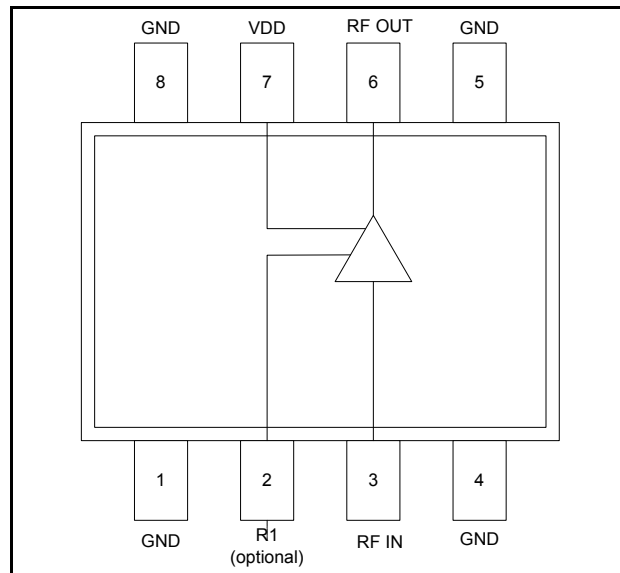 GND VDD RF OUT GND
8 7 6 5
1 2 3 4
GND R1 RF IN GND
(optional)